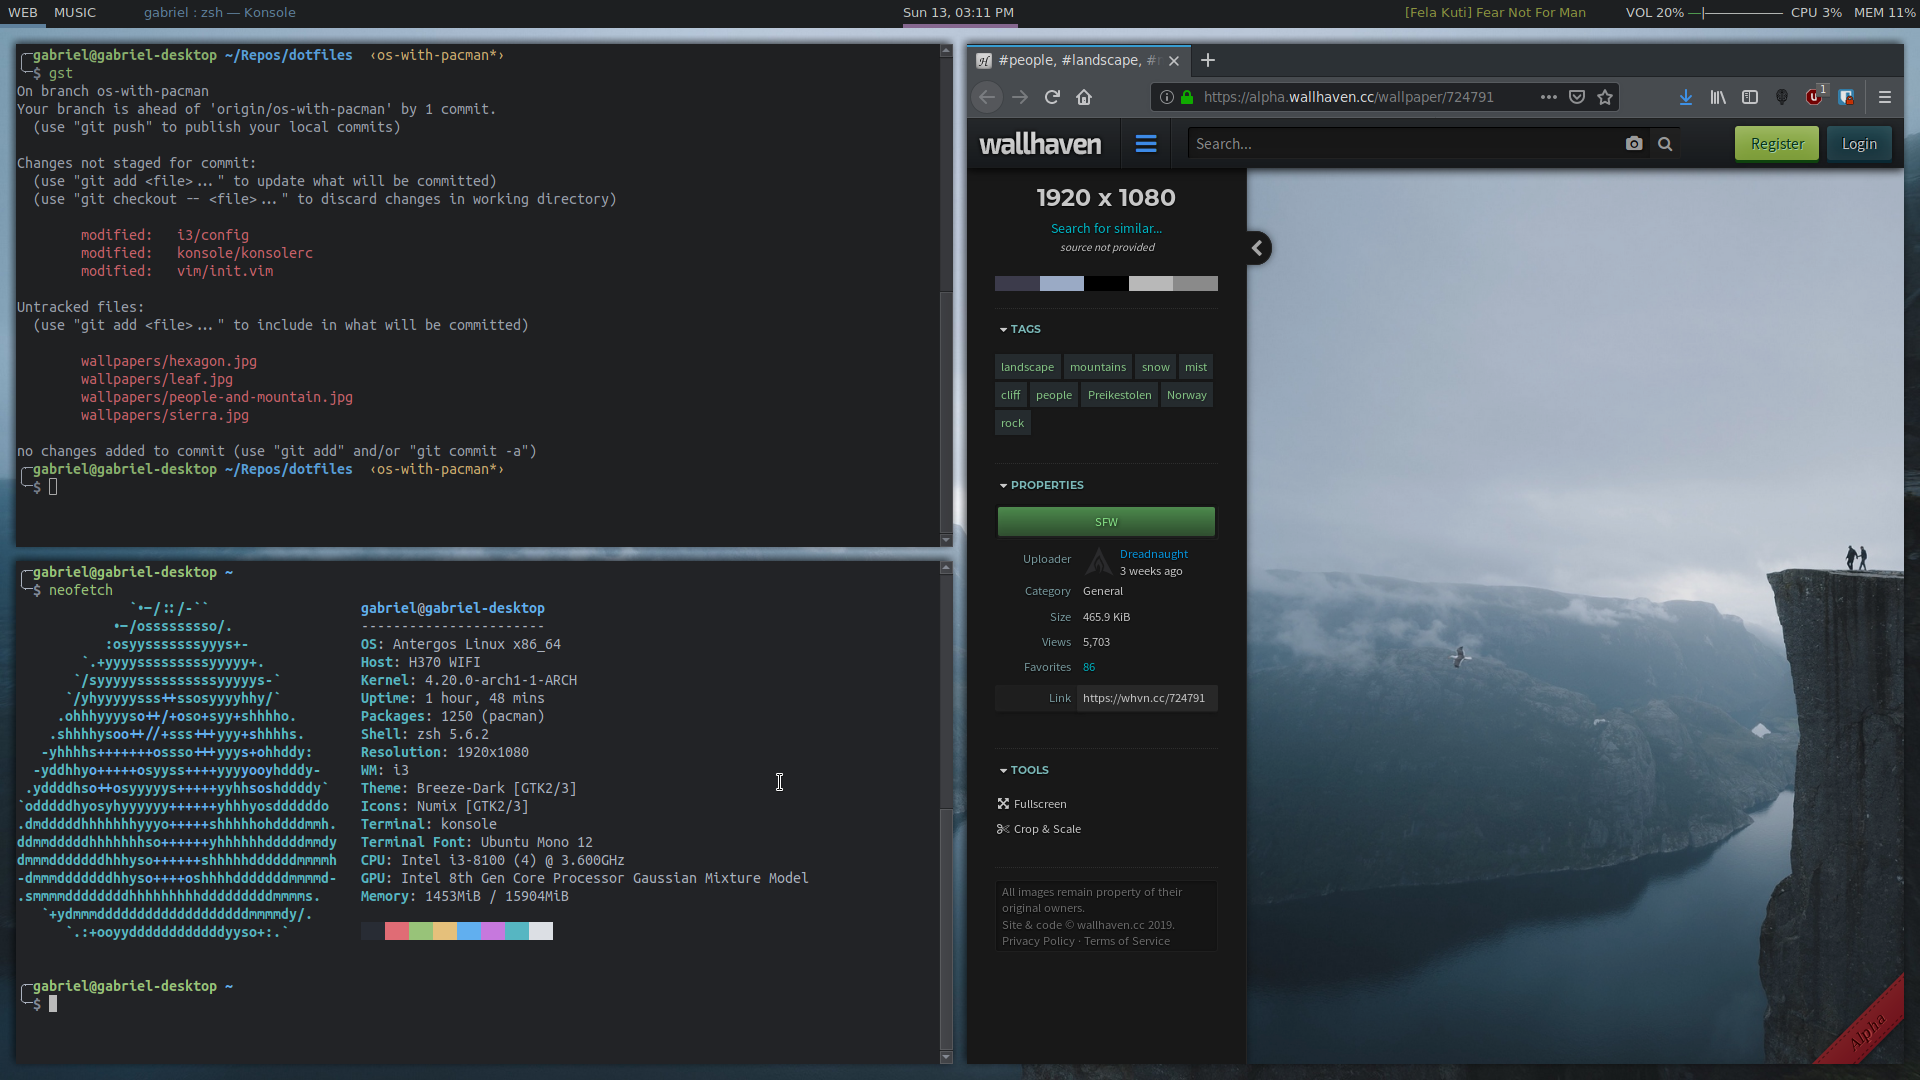 WEB MUSIC gabriel : zsh — Konsole Sun 13, 03:11 PM [Fela Kuti] Fear Not For Man VOL 20% CPU 3% MEM 11%
gabriel@gabriel-desktop ~/Repos/dotfiles ‹os-with-pacman*›
$ gst
On branch os-with-pacman
Your branch is ahead of 'origin/os-with-pacman' by 1 commit.
(use "git push" to publish your local commits)
Changes not staged for commit:
(use "git add <file>..." to update what will be committed)
(use "git checkout -- <file>..." to discard changes in working directory)
modified: i3/config
modified: konsole/konsolerc
modified: vim/init.vim
Untracked files:
(use "git add <file>..." to include in what will be committed)
wallpapers/hexagon.jpg
wallpapers/leaf.jpg
wallpapers/people-and-mountain.jpg
wallpapers/sierra.jpg
no changes added to commit (use "git add" and/or "git commit -a")
gabriel@gabriel-desktop ~/Repos/dotfiles ‹os-with-pacman*›
$
gabriel@gabriel-desktop ~
$ neofetch
gabriel@gabriel-desktop
-----------------------
OS: Antergos Linux x86_64
Host: H370 WIFI
Kernel: 4.20.0-arch1-1-ARCH
Uptime: 1 hour, 48 mins
Packages: 1250 (pacman)
Shell: zsh 5.6.2
Resolution: 1920x1080
WM: i3
Theme: Breeze-Dark [GTK2/3]
Icons: Numix [GTK2/3]
Terminal: konsole
Terminal Font: Ubuntu Mono 12
CPU: Intel i3-8100 (4) @ 3.600GHz
GPU: Intel 8th Gen Core Processor Gaussian Mixture Model
Memory: 1453MiB / 15904MiB
gabriel@gabriel-desktop ~
$
#people, #landscape, #
https://alpha.wallhaven.cc/wallpaper/724791
1
wallhaven Search... Register Login
1920 x 1080
Search for similar...
source not provided
TAGS
landscape mountains snow mist
cliff people Preikestolen Norway
rock
PROPERTIES
SFW
Uploader Dreadnaught
3 weeks ago
Category General
Size 465.9 KiB
Views 5,703
Favorites 86
Link https://whvn.cc/724791
TOOLS
Fullscreen
Crop & Scale
All images remain property of their
original owners.
Site & code © wallhaven.cc 2019.
Privacy Policy · Terms of Service
Alpha